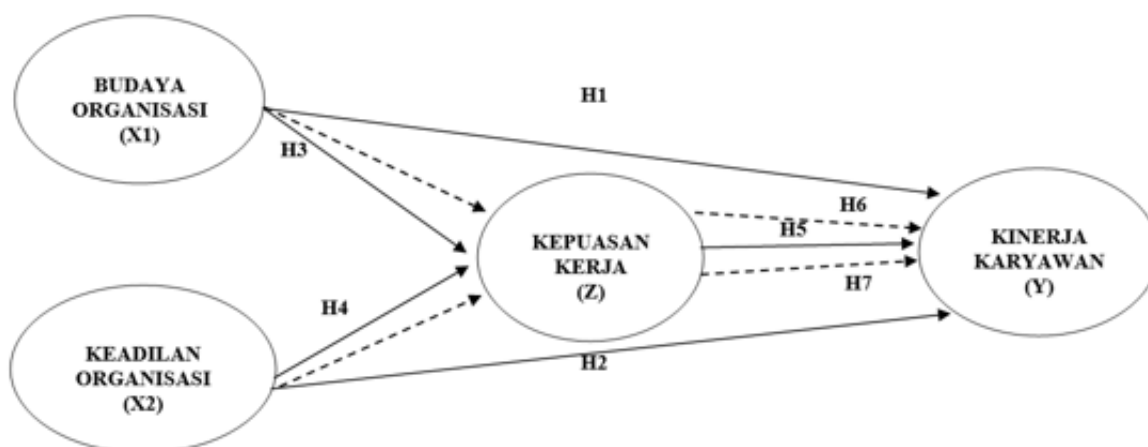 BUDAYA
ORGANISASI
(X1)
H1
H3
KEPUASAN
KERJA
(Z)
H6
H5
H7
KINERJA
KARYAWAN
(Y)
H4
KEADILAN
ORGANISASI
(X2)
H2